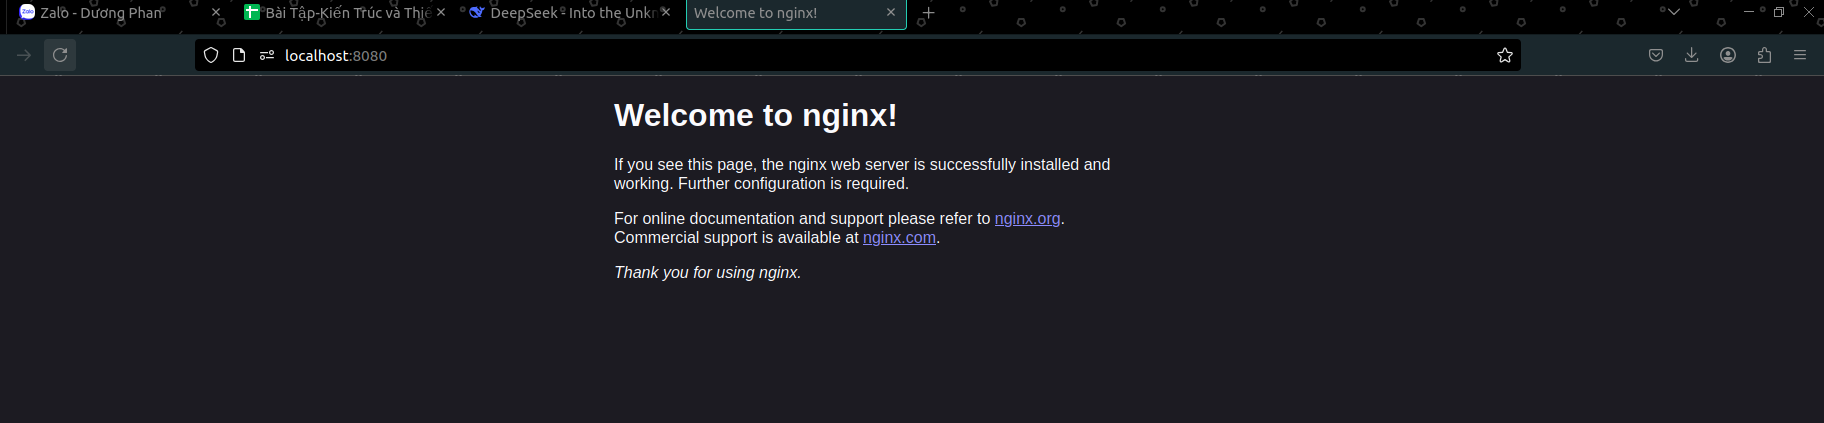 Zalo - Dương Phan
Bài Tập-Kiến Trúc và Thiế
DeepSeek - Into the Unkn
Welcome to nginx!
localhost:8080
Welcome to nginx!
If you see this page, the nginx web server is successfully installed and
working. Further configuration is required.
For online documentation and support please refer to nginx.org.
Commercial support is available at nginx.com.
Thank you for using nginx.